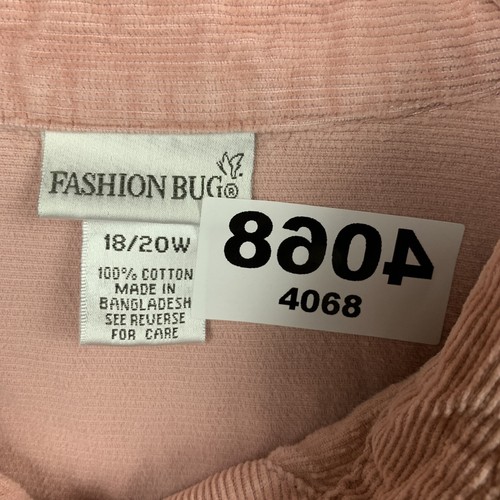 FASHION BUG®
18/20W
100% COTTON
MADE IN
BANGLADESH
SEE REVERSE
FOR CARE
4068
4068